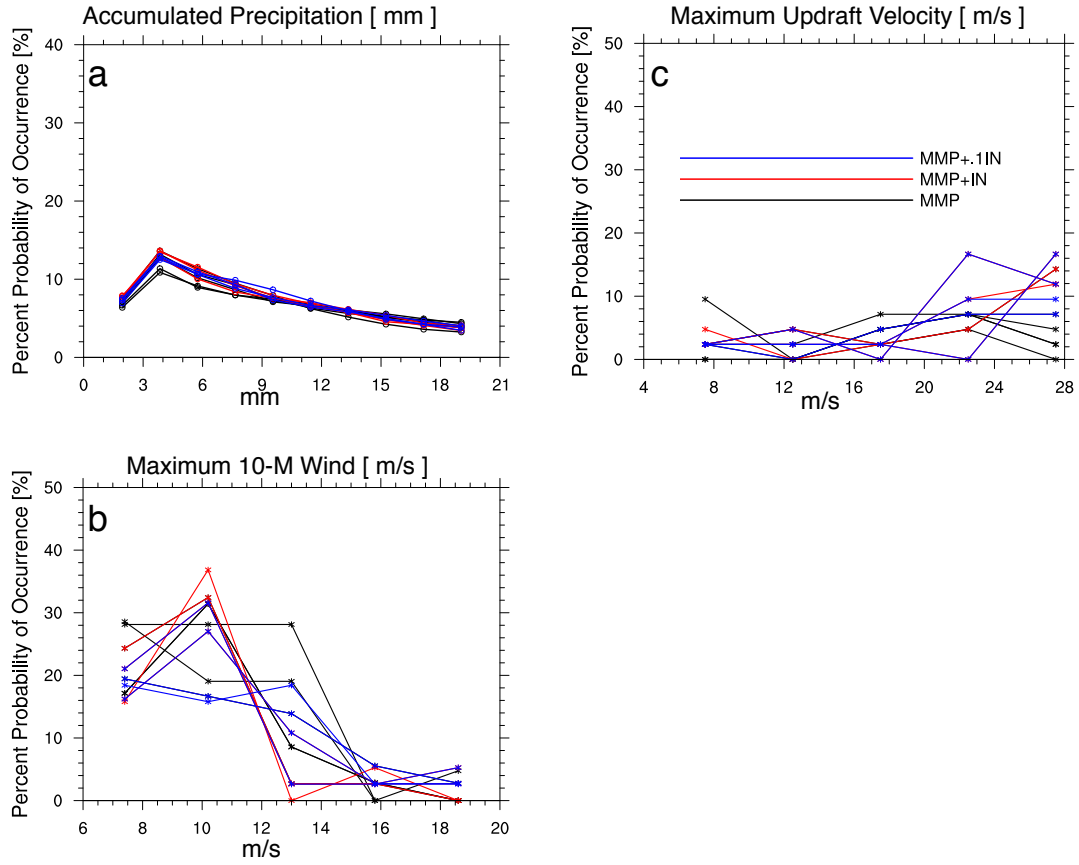 Accumulated Precipitation [ mm ]
Percent Probability of Occurrence [%]
40
30
20
10
0
a
0 3 6 9 12 15 18 21
mm
Maximum Updraft Velocity [ m/s ]
Percent Probability of Occurrence [%]
50
40
30
20
10
0
c
MMP+.1IN
MMP+IN
MMP
4 8 12 16 20 24 28
m/s
Maximum 10-M Wind [ m/s ]
Percent Probability of Occurrence [%]
50
40
30
20
10
0
b
6 8 10 12 14 16 18 20
m/s